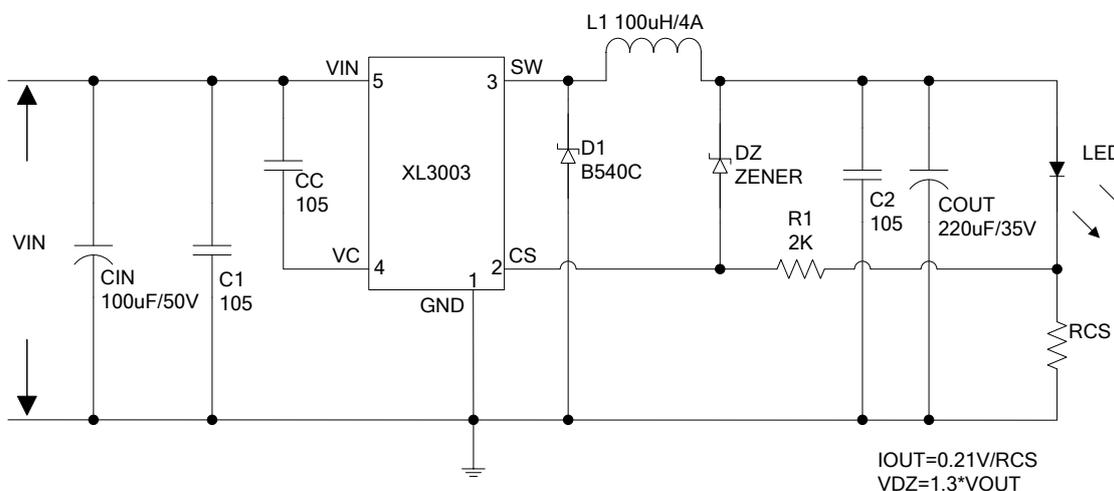 L1 100uH/4A
VIN
5
3
SW
XL3003
D1
B540C
DZ
ZENER
LED
CC
105
R1
2K
C2
105
COUT
220uF/35V
VIN
CIN
100uF/50V
C1
105
VC
4
2
CS
1
GND
RCS
IOUT=0.21V/RCS
VDZ=1.3*VOUT